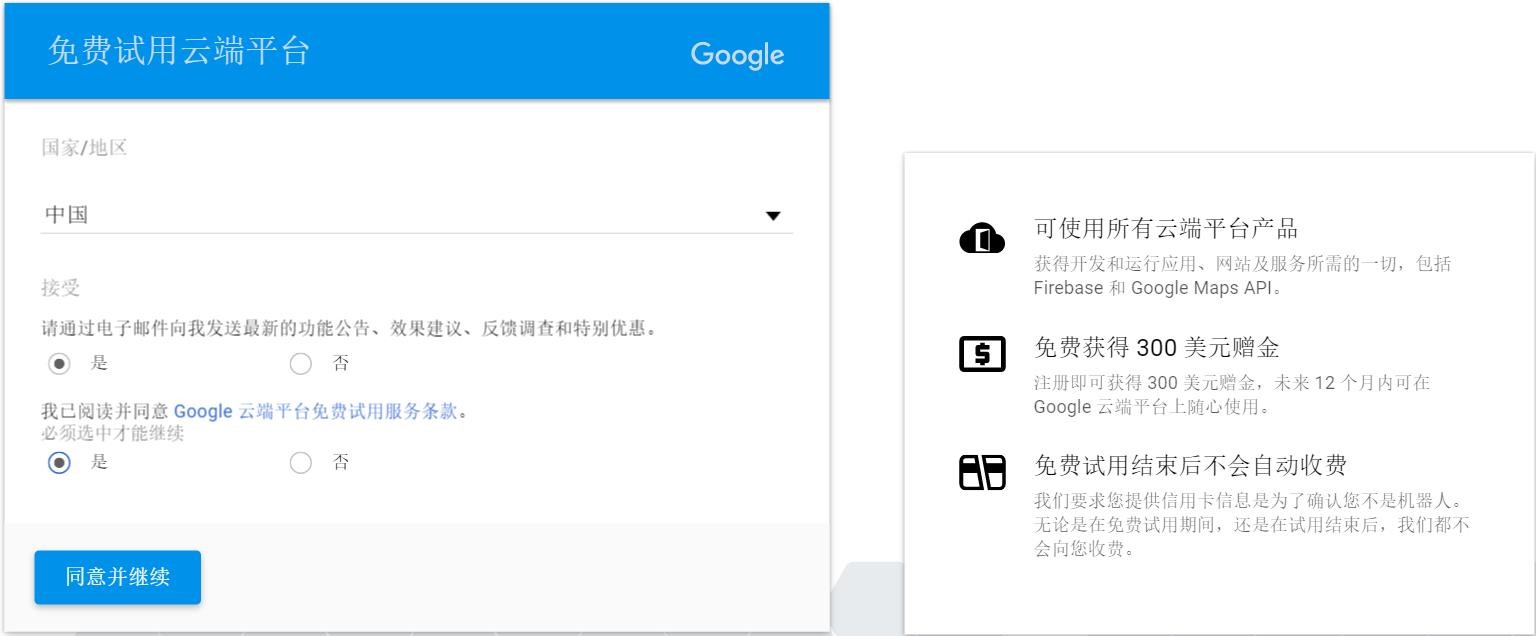 免费试用云端平台
Google
国家/地区
中国
接受
请通过电子邮件向我发送最新的功能公告、效果建议、反馈调查和特别优惠。
是
否
我已阅读并同意 Google 云端平台免费试用服务条款。
必须选中才能继续
是
否
同意并继续
可使用所有云端平台产品
获得开发和运行应用、网站及服务所需的一切，包括
Firebase 和 Google Maps API。
免费获得 300 美元赠金
注册即可获得 300 美元赠金，未来 12 个月内可在
Google 云端平台上随心使用。
免费试用结束后不会自动收费
我们要求您提供信用卡信息是为了确认您不是机器人。
无论是在免费试用期间，还是在试用结束后，我们都不
会向您收费。